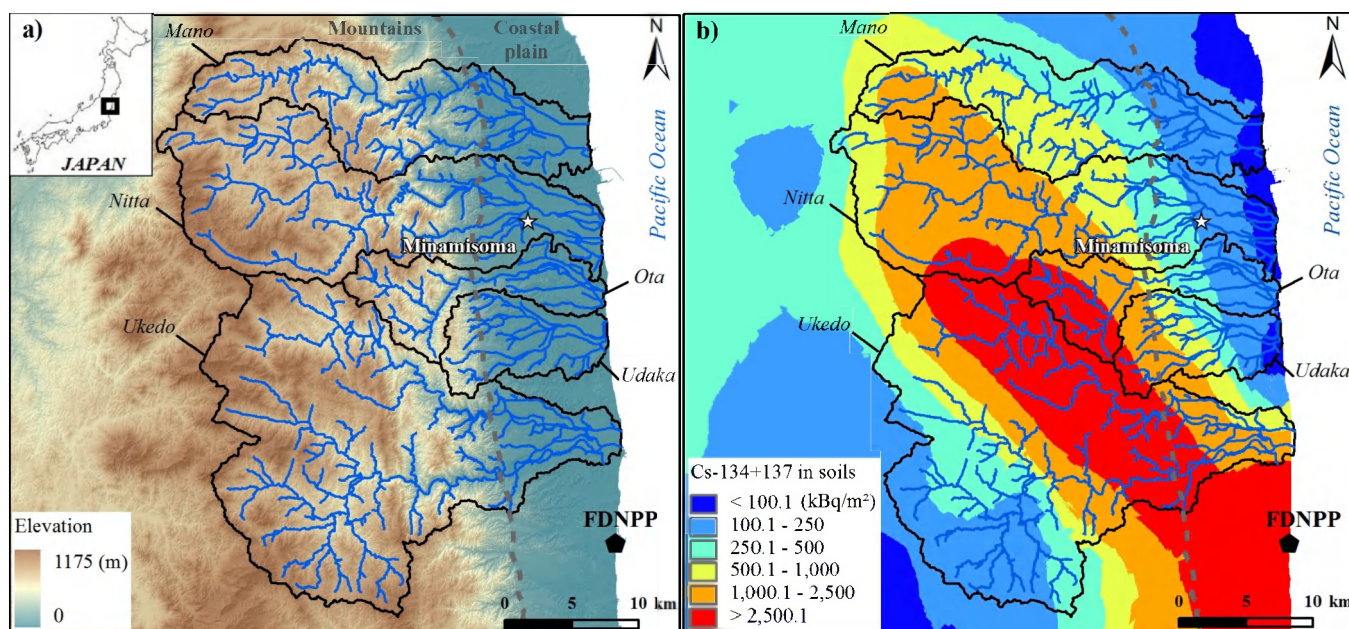 a)
Mano
Mountains
Coastal
plain
N
JAPAN
Pacific Ocean
Nitta
Minamisoma
Ota
Ukedo
Udaka
Elevation
1175 (m)
0
FDNPP
0 5 10 km
b)
Mano
N
Pacific Ocean
Nitta
Minamisoma
Ota
Ukedo
Udaka
Cs-134+137 in soils
< 100.1 (kBq/m²)
100.1 - 250
250.1 - 500
500.1 - 1,000
1,000.1 - 2,500
> 2,500.1
FDNPP
0 5 10 km